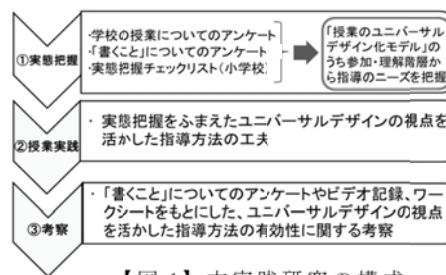 ①実態把握
・学校の授業についてのアンケート
・「書くこと」についてのアンケート
・実態把握チェックリスト(小学校)
「授業のユニバーサル
デザイン化モデル」の
うち参加・理解階層か
ら指導のニーズを把握
②授業実践
・ 実態把握をふまえたユニバーサルデザインの視点を
活かした指導方法の工夫
③考察
・「書くこと」についてのアンケートやビデオ記録、ワー
クシートをもとにした、ユニバーサルデザインの視点
を活かした指導方法の有効性に関する考察
【図1】本実践研究の構成